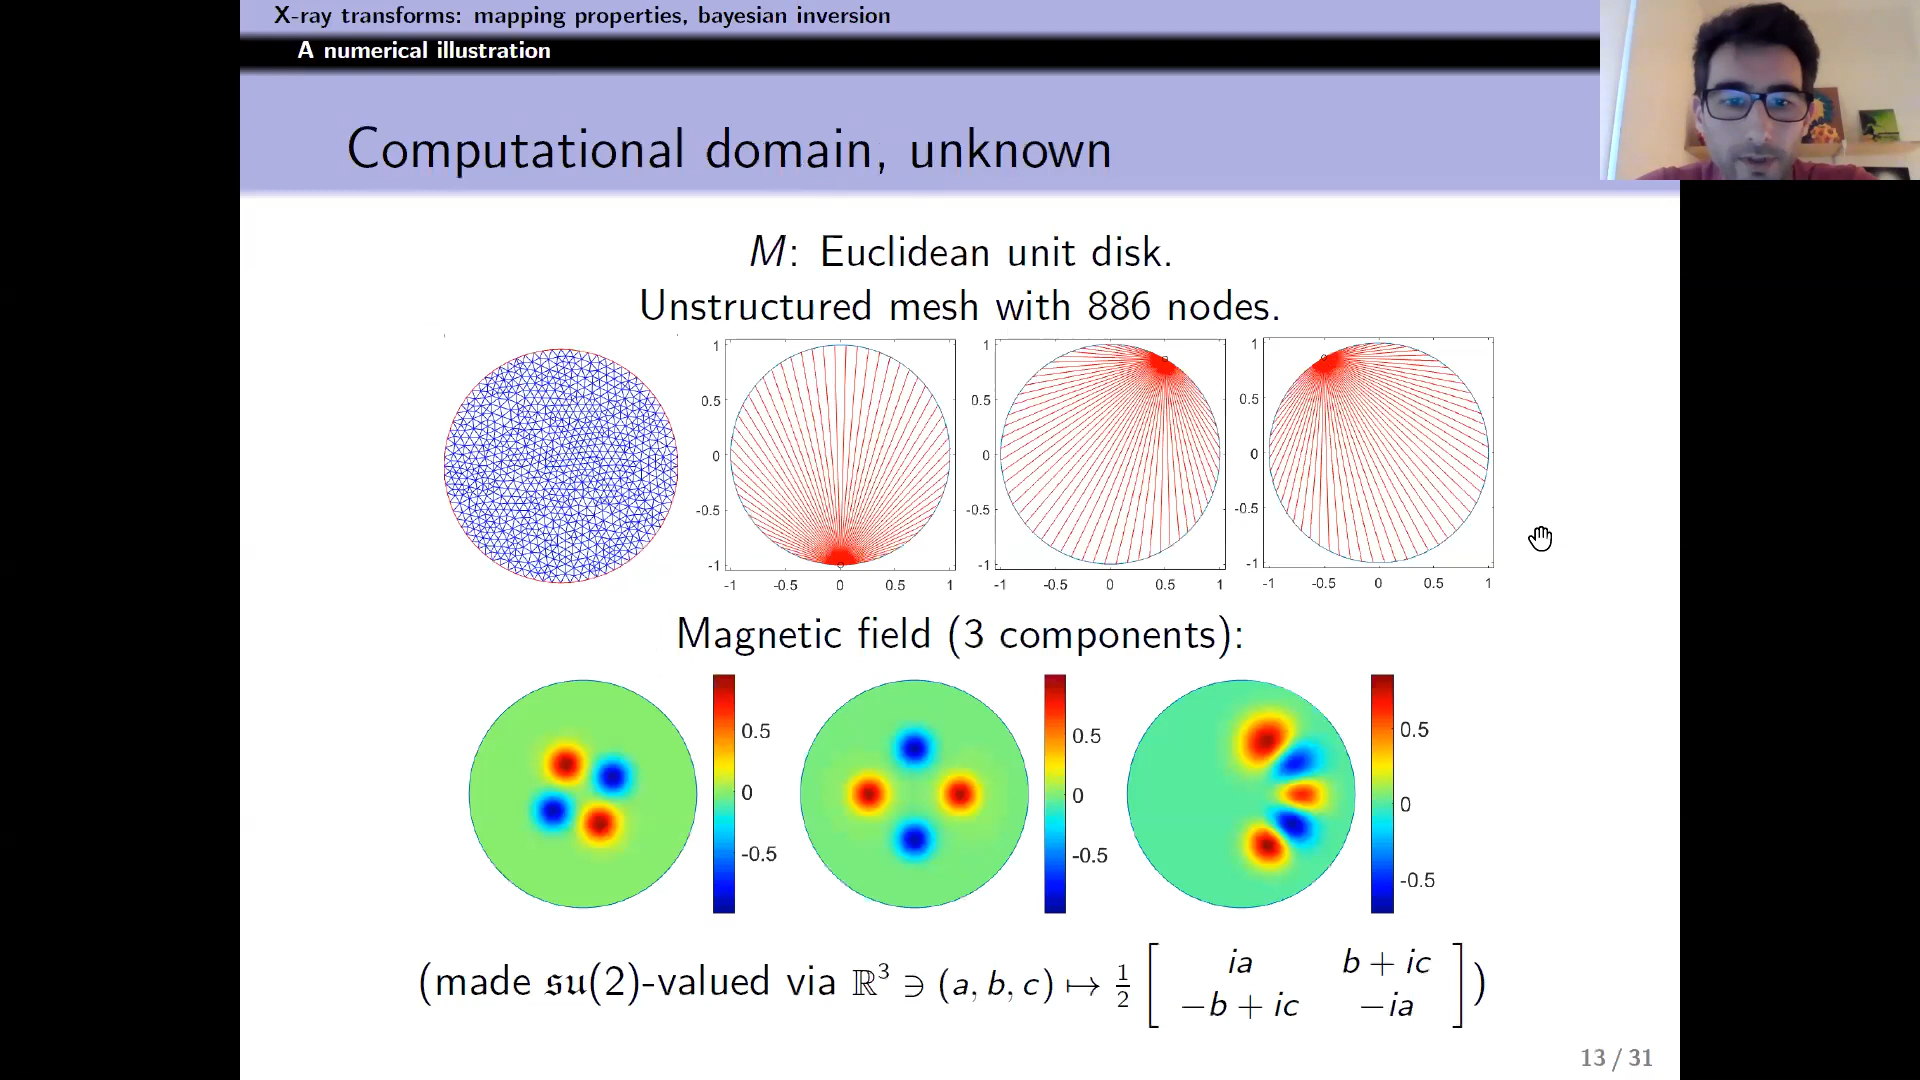 X-ray transforms: mapping properties, bayesian inversion
A numerical illustration
Computational domain, unknown
M: Euclidean unit disk.
Unstructured mesh with 886 nodes.
1 0.5 0 -0.5 -1
-1 -0.5 0 0.5 1
1 0.5 0 -0.5 -1
-1 -0.5 0 0.5 1
1 0.5 0 -0.5 -1
-1 -0.5 0 0.5 1
Magnetic field (3 components):
0.5 0 -0.5
0.5 0 -0.5
0.5 0 -0.5
(made 𝔰𝔲(2)-valued via ℝ³ ∋ (a, b, c) ↦ ½ [ ia b + ic
−b + ic −ia ])
13 / 31